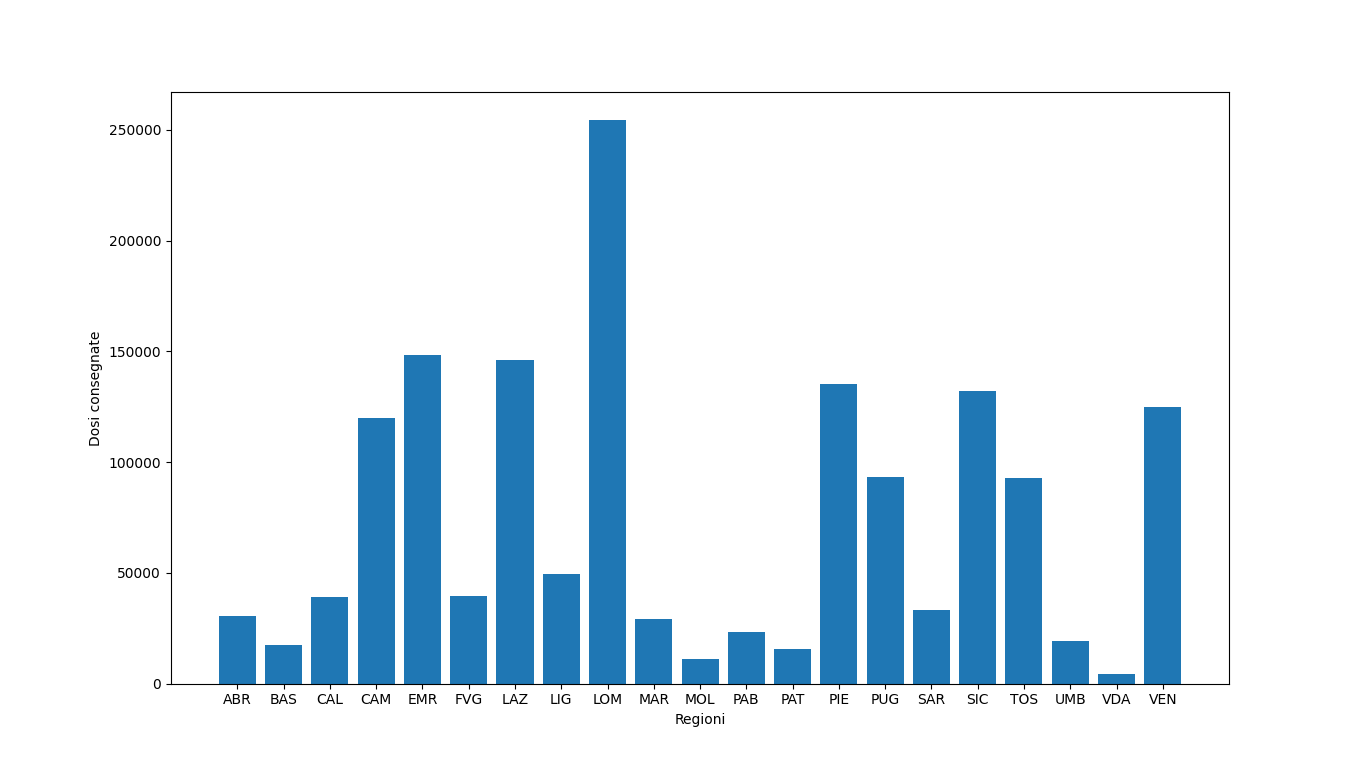 Dosi consegnate
250000
200000
150000
100000
50000
0
ABR BAS CAL CAM EMR FVG LAZ LIG LOM MAR MOL PAB PAT PIE PUG SAR SIC TOS UMB VDA VEN
Regioni